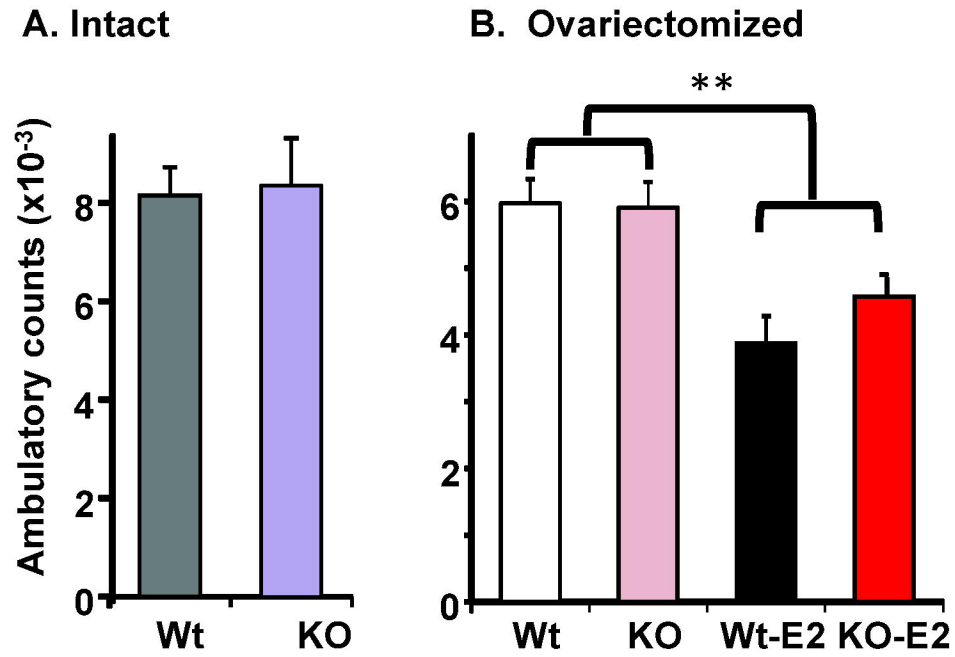 A. Intact
B. Ovariectomized
Ambulatory counts (x10-3)
8
6
4
2
0
Wt KO
**
6
4
2
0
Wt KO Wt-E2 KO-E2